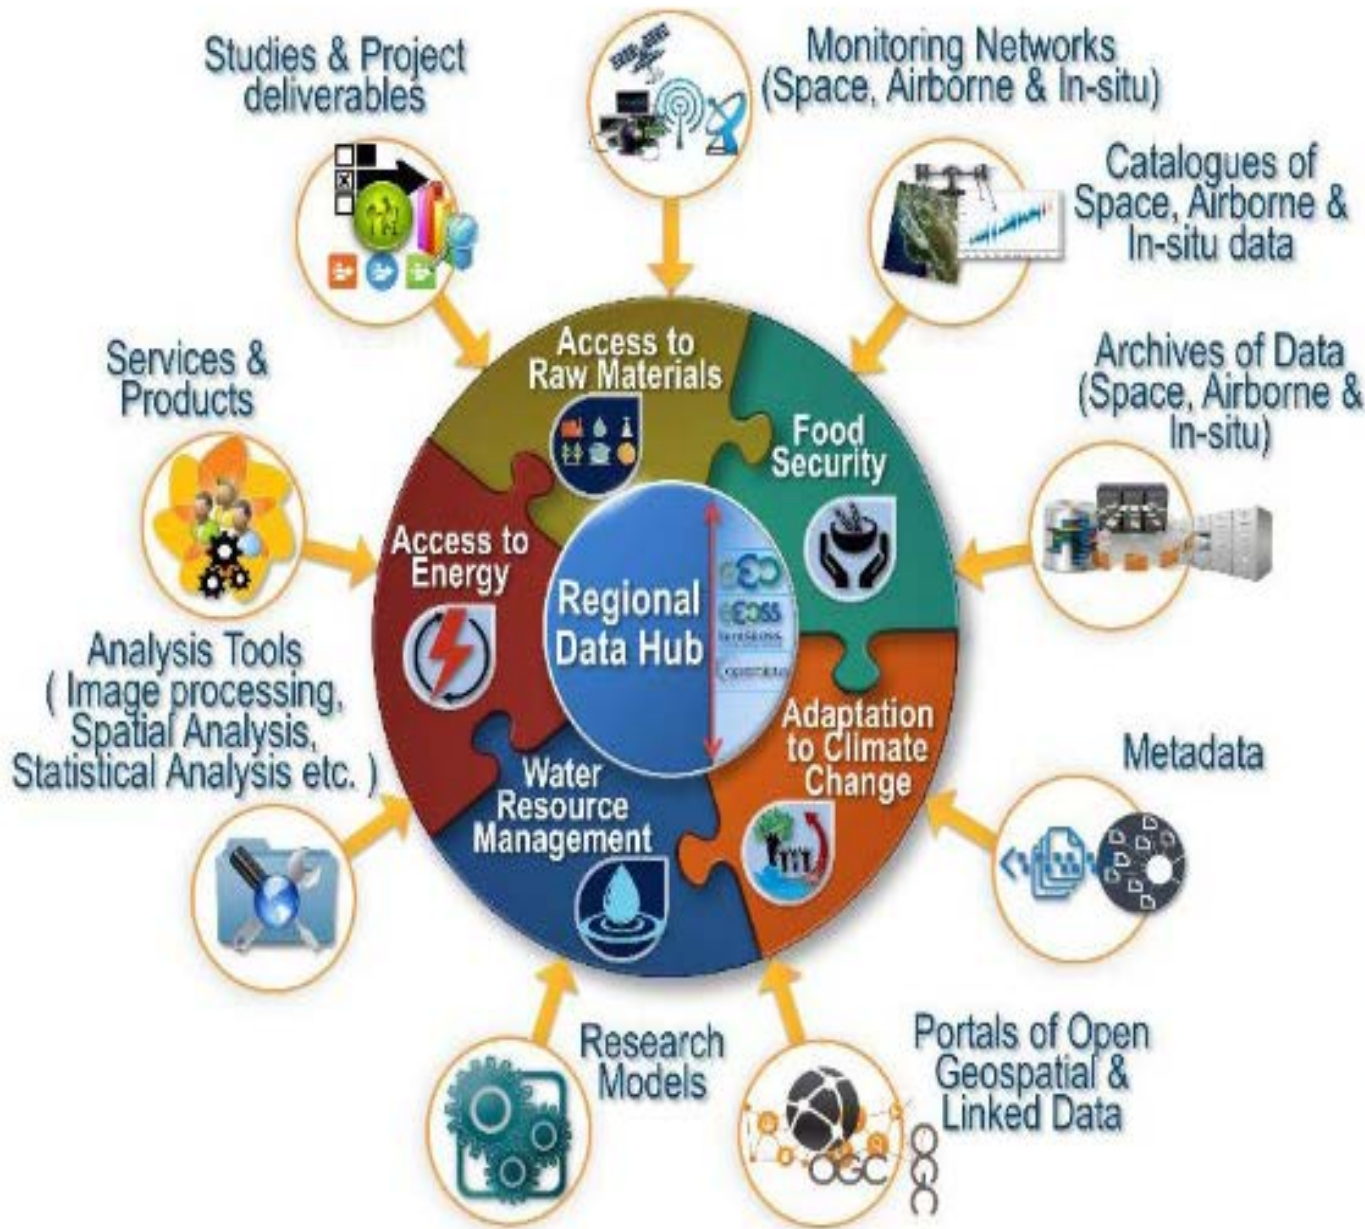 Studies & Project
deliverables
Monitoring Networks
(Space, Airborne & In-situ)
Catalogues of
Space, Airborne &
In-situ data
Archives of Data
(Space, Airborne &
In-situ)
Services &
Products
Analysis Tools
( Image processing,
Spatial Analysis,
Statistical Analysis etc. )
Metadata
Research
Models
Portals of Open
Geospatial &
Linked Data
OGC
OGC
Access to
Raw Materials
Food
Security
Access to
Energy
Regional
Data Hub
Adaptation
to Climate
Change
Water
Resource
Management